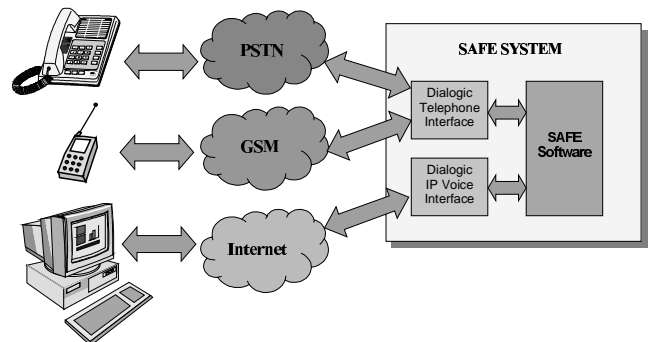 PSTN
SAFE SYSTEM
Dialogic
Telephone
Interface
GSM
SAFE
Software
Dialogic
IP Voice
Interface
Internet